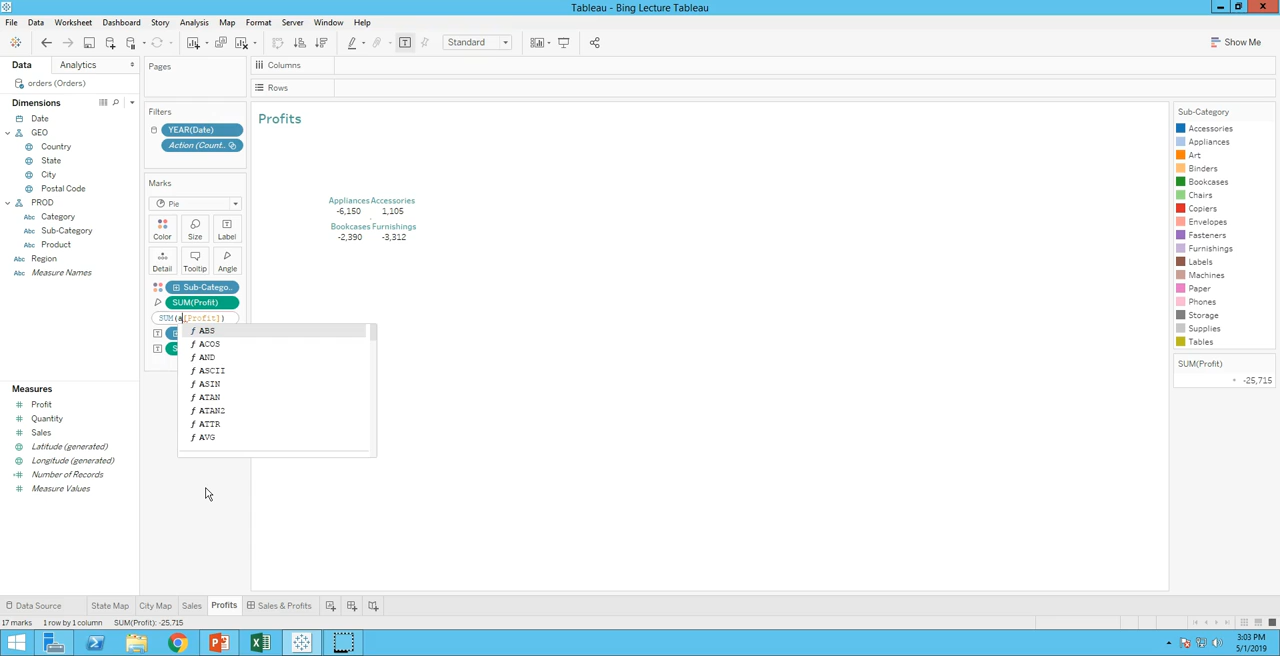 Tableau - Bing Lecture Tableau
File Data Worksheet Dashboard Story Analysis Map Format Server Window Help
Standard
Show Me
Data Analytics
orders (Orders)
Dimensions
Date
GEO
Country
State
City
Postal Code
PROD
Abc Category
Abc Sub-Category
Abc Product
Abc Region
Abc Measure Names
Measures
Profit
Quantity
Sales
Latitude (generated)
Longitude (generated)
Number of Records
Measure Values
Pages
Filters
YEAR(Date)
Action (Count..
Marks
Pie
Color Size Label
Detail Tooltip Angle
Sub-Catego..
SUM(Profit)
SUM(a[Profit])
ABS
ACOS
AND
ASCII
ASIN
ATAN
ATAN2
ATTR
AVG
Columns
Rows
Profits
Appliances Accessories
-6,150 1,105
Bookcases Furnishings
-2,390 -3,312
Sub-Category
Accessories
Appliances
Art
Binders
Bookcases
Chairs
Copiers
Envelopes
Fasteners
Furnishings
Labels
Machines
Paper
Phones
Storage
Supplies
Tables
SUM(Profit)
-25,715
Data Source State Map City Map Sales Profits Sales & Profits
17 marks 1 row by 1 column SUM(Profit): -25,715
3:03 PM
5/1/2019